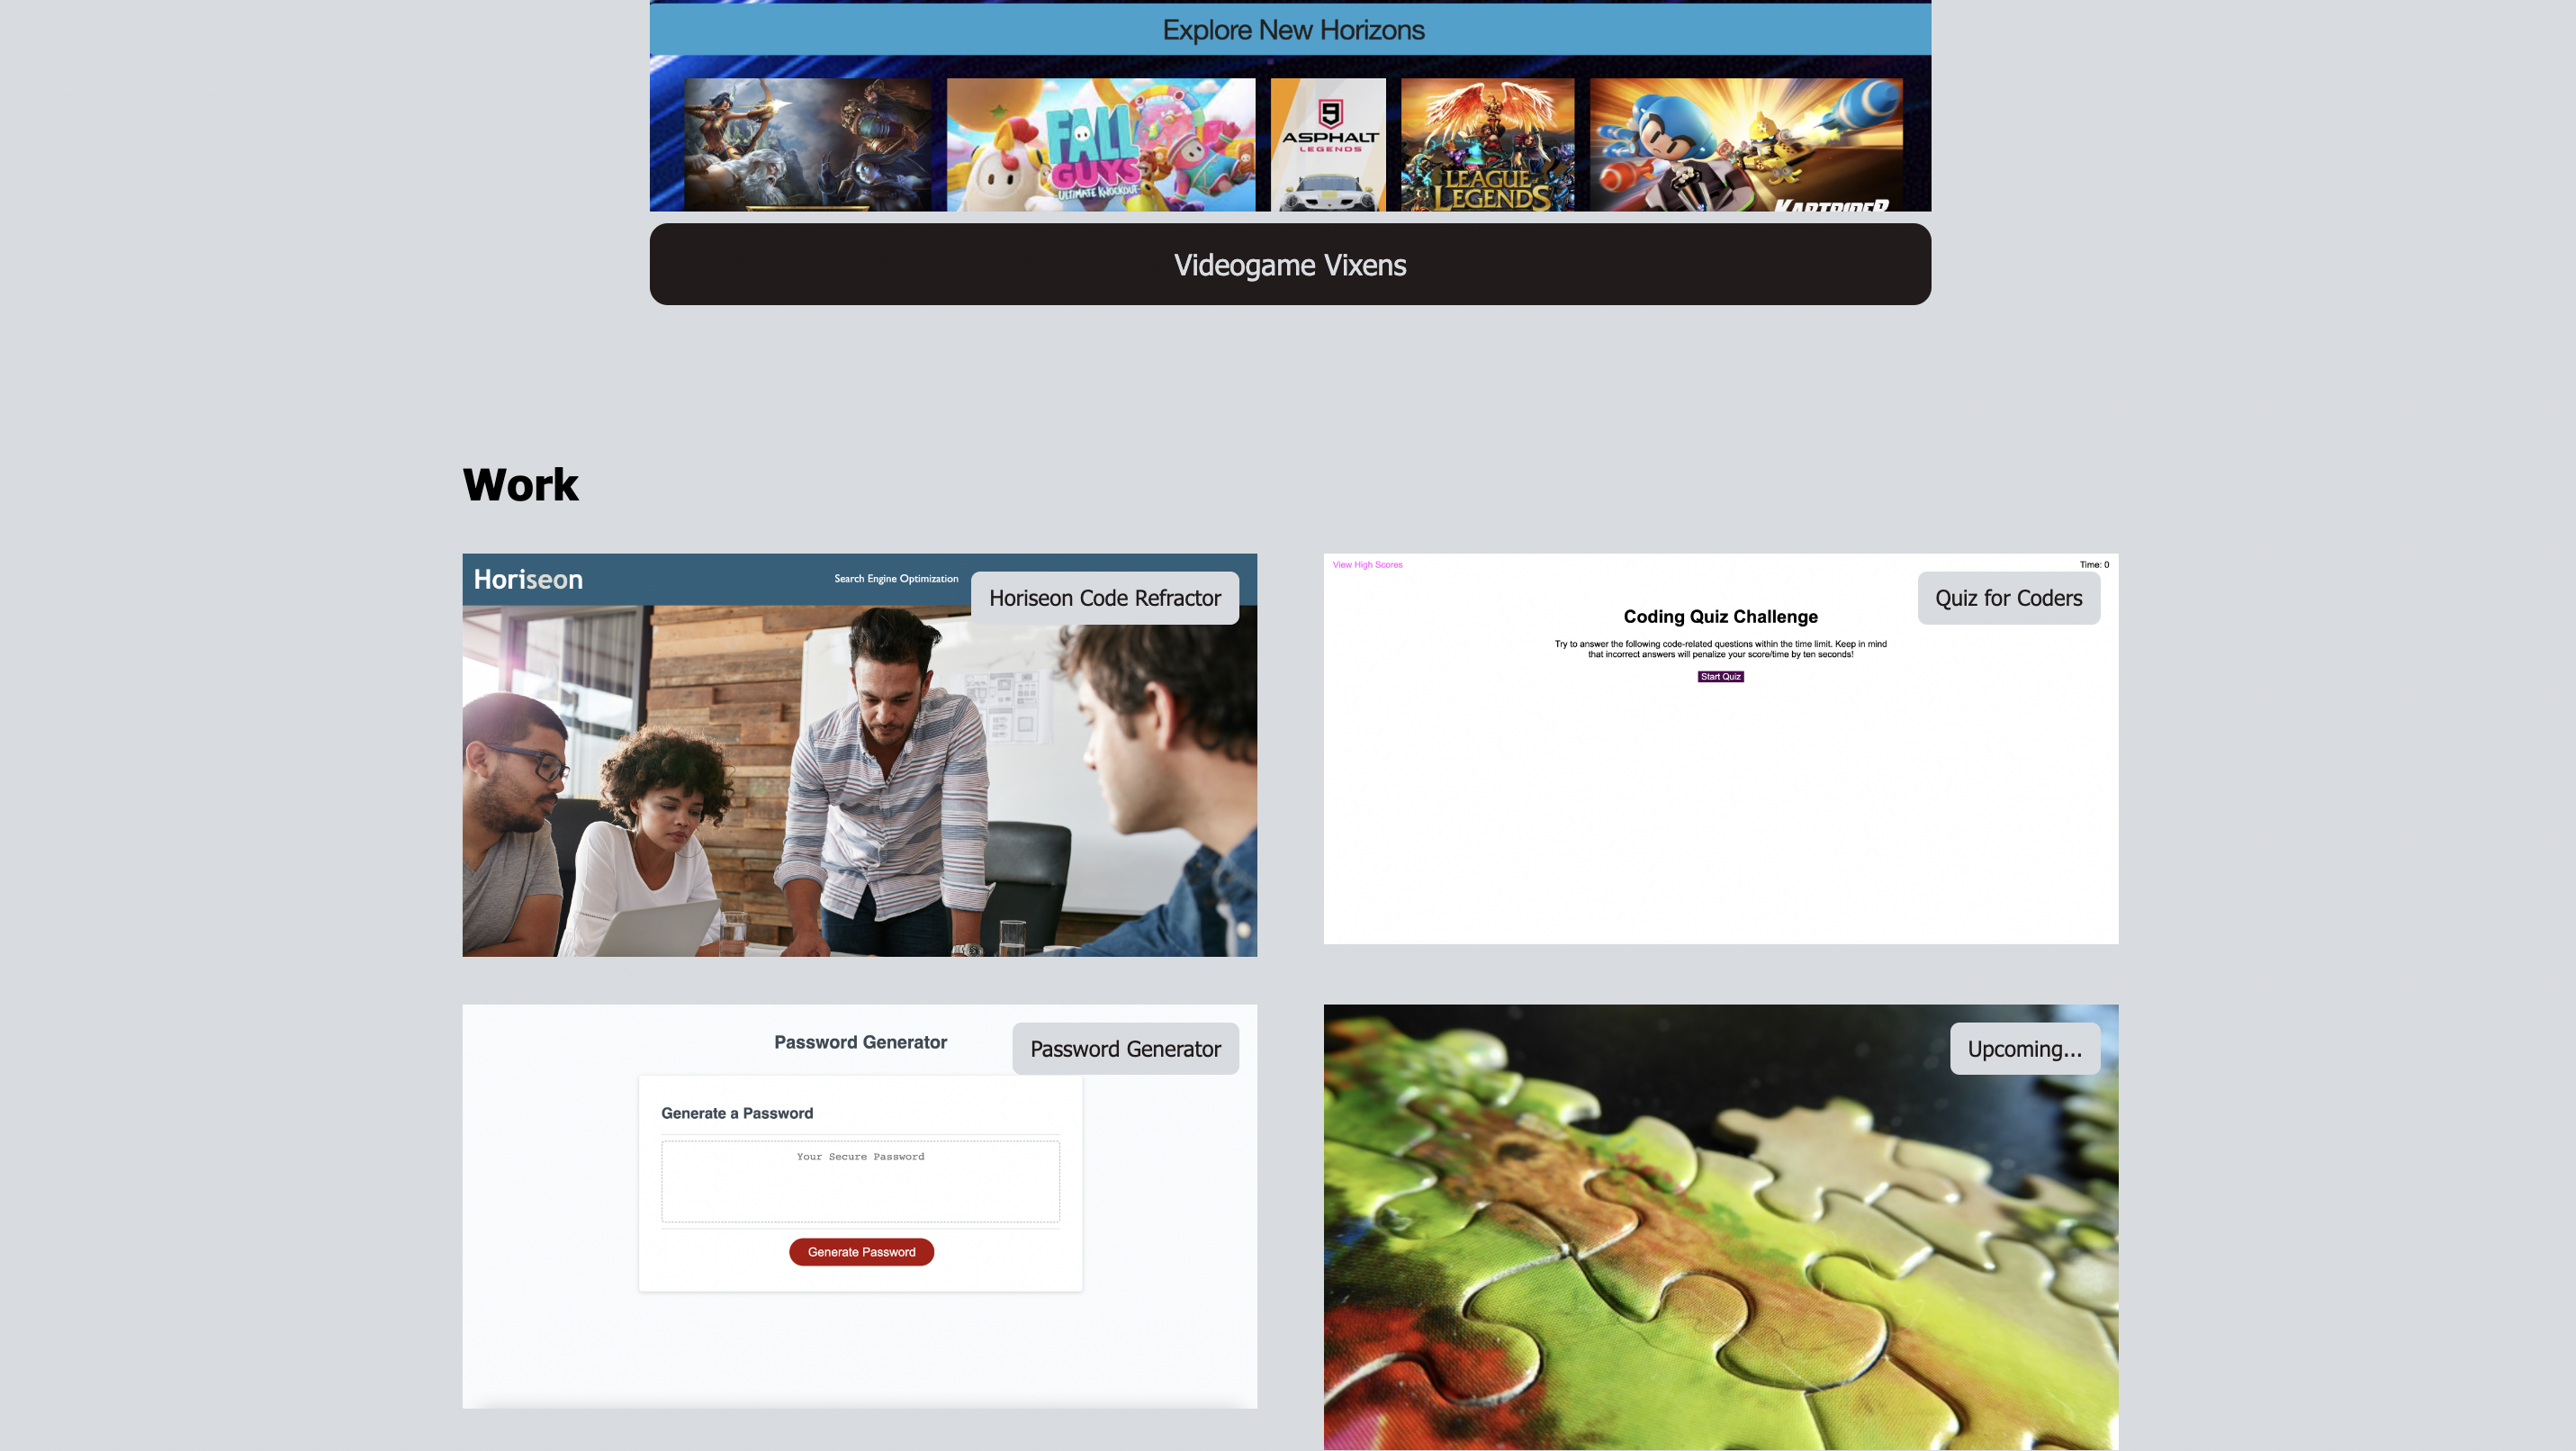 Explore New Horizons
FALL
GUYS
ULTIMATE KNOCKOUT
9
ASPHALT
LEGENDS
LEAGUE
LEGENDS
KARTRIDER
Videogame Vixens
Work
Horiseon
Search Engine Optimization
Horiseon Code Refractor
View High Scores
Time: 0
Quiz for Coders
Coding Quiz Challenge
Try to answer the following code-related questions within the time limit. Keep in mind
that incorrect answers will penalize your score/time by ten seconds!
Start Quiz
Password Generator
Password Generator
Generate a Password
Your Secure Password
Generate Password
Upcoming...